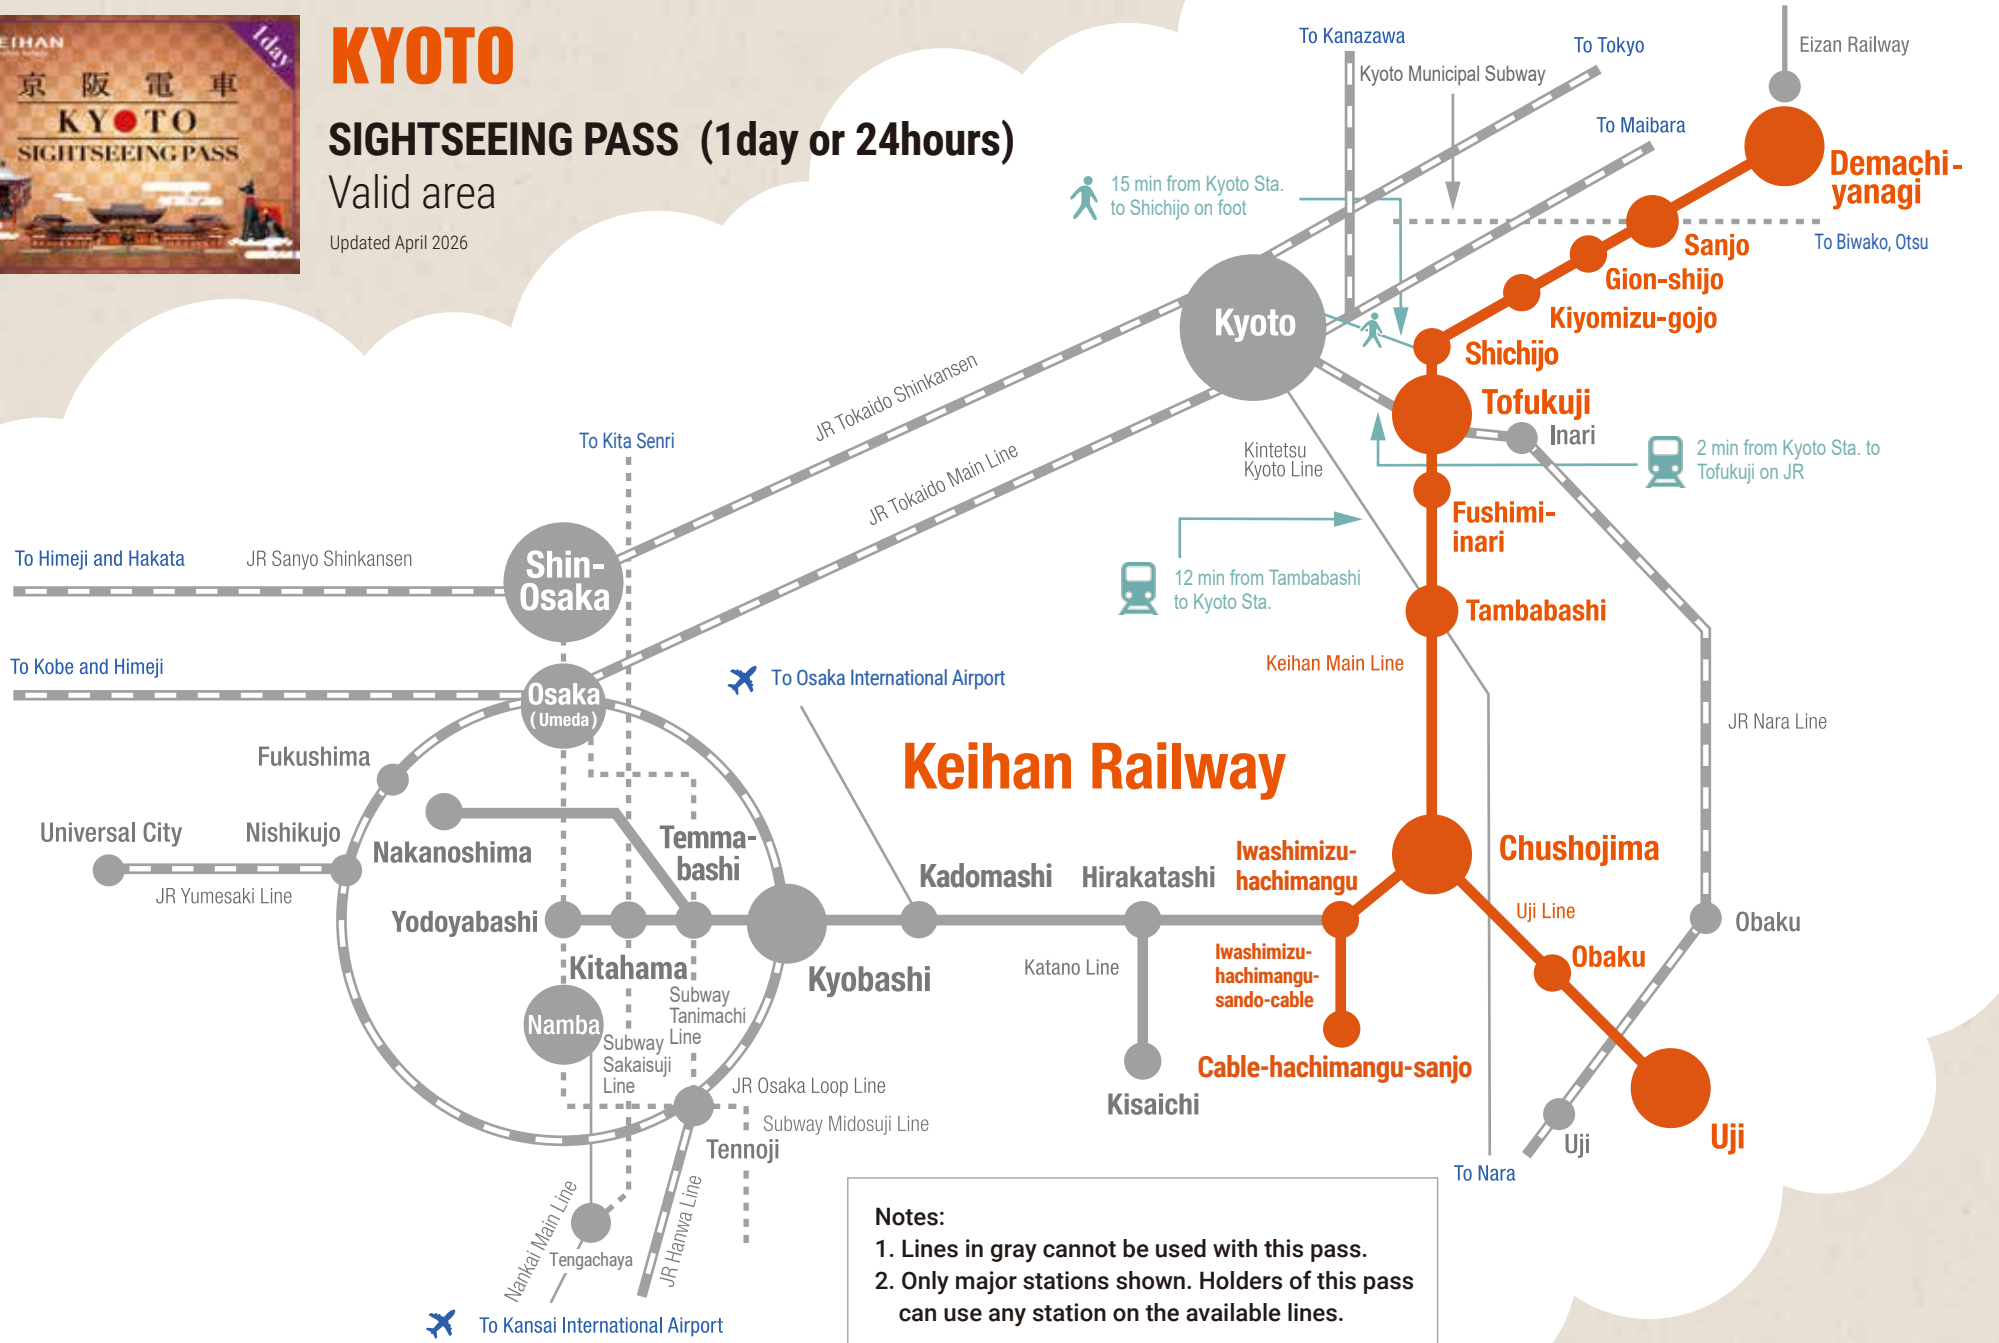 EIHAN
1day
京阪電車
KYOTO
SIGHTSEEING PASS
KYOTO
SIGHTSEEING PASS (1day or 24hours)
Valid area
Updated April 2026
To Kanazawa
To Tokyo
Eizan Railway
Kyoto Municipal Subway
To Maibara
Demachi-
yanagi
15 min from Kyoto Sta.
to Shichijo on foot
Sanjo
To Biwako, Otsu
Gion-shijo
Kiyomizu-gojo
Kyoto
Shichijo
JR Tokaido Shinkansen
Tofukuji
Inari
To Kita Senri
JR Tokaido Main Line
Kintetsu
Kyoto Line
2 min from Kyoto Sta. to
Tofukuji on JR
Fushimi-
inari
To Himeji and Hakata
JR Sanyo Shinkansen
Shin-
Osaka
12 min from Tambabashi
to Kyoto Sta.
Tambabashi
To Kobe and Himeji
Keihan Main Line
To Osaka International Airport
Osaka
(Umeda)
JR Nara Line
Fukushima
Keihan Railway
Universal City
Nishikujo
Nakanoshima
Temma-
bashi
JR Yumesaki Line
Kadomashi
Hirakatashi
Iwashimizu-
hachimangu
Chushojima
Yodoyabashi
Uji Line
Obaku
Kitahama
Kyobashi
Katano Line
Iwashimizu-
hachimangu-
sando-cable
Obaku
Subway
Tanimachi
Line
Namba
Subway
Sakaisuji
Line
Cable-hachimangu-sanjo
JR Osaka Loop Line
Kisaichi
Subway Midosuji Line
Tennoji
Uji
Uji
To Nara
Nankai Main Line
JR Hanwa Line
Tengachaya
To Kansai International Airport
Notes:
1. Lines in gray cannot be used with this pass.
2. Only major stations shown. Holders of this pass
can use any station on the available lines.